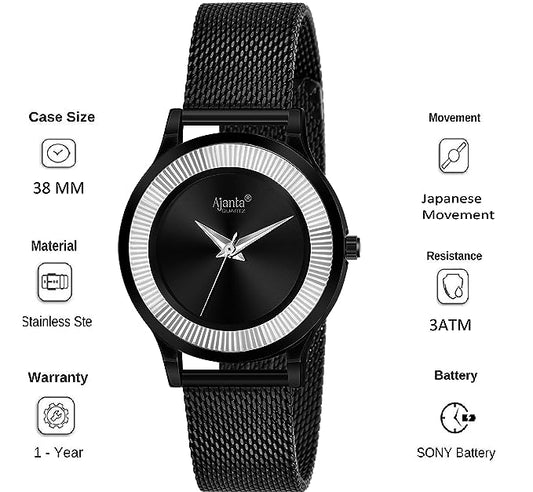 Case Size
38 MM
Material
Stainless Ste
Warranty
1 - Year
Ajanta®
QUARTZ
Movement
Japanese
Movement
Resistance
3ATM
Battery
SONY Battery